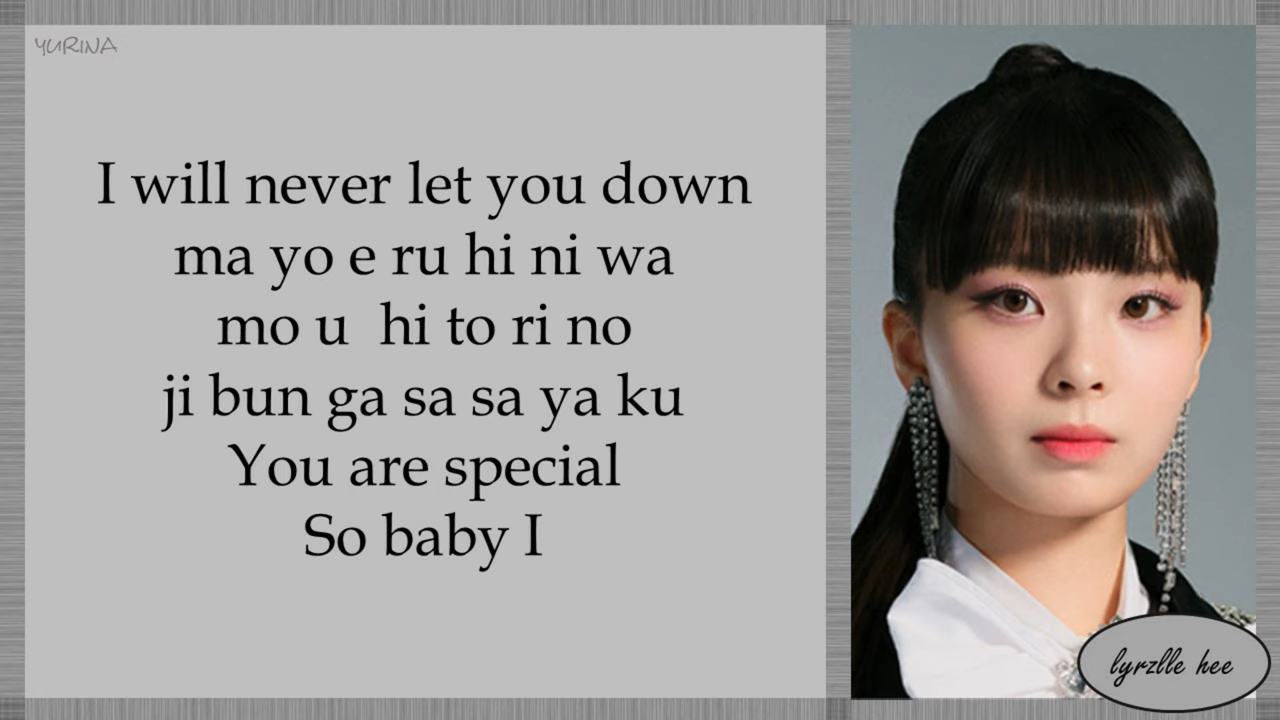 YURINA
I will never let you down
ma yo e ru hi ni wa
mo u  hi to ri no
ji bun ga sa sa ya ku
You are special
So baby I
lyrzlle hee